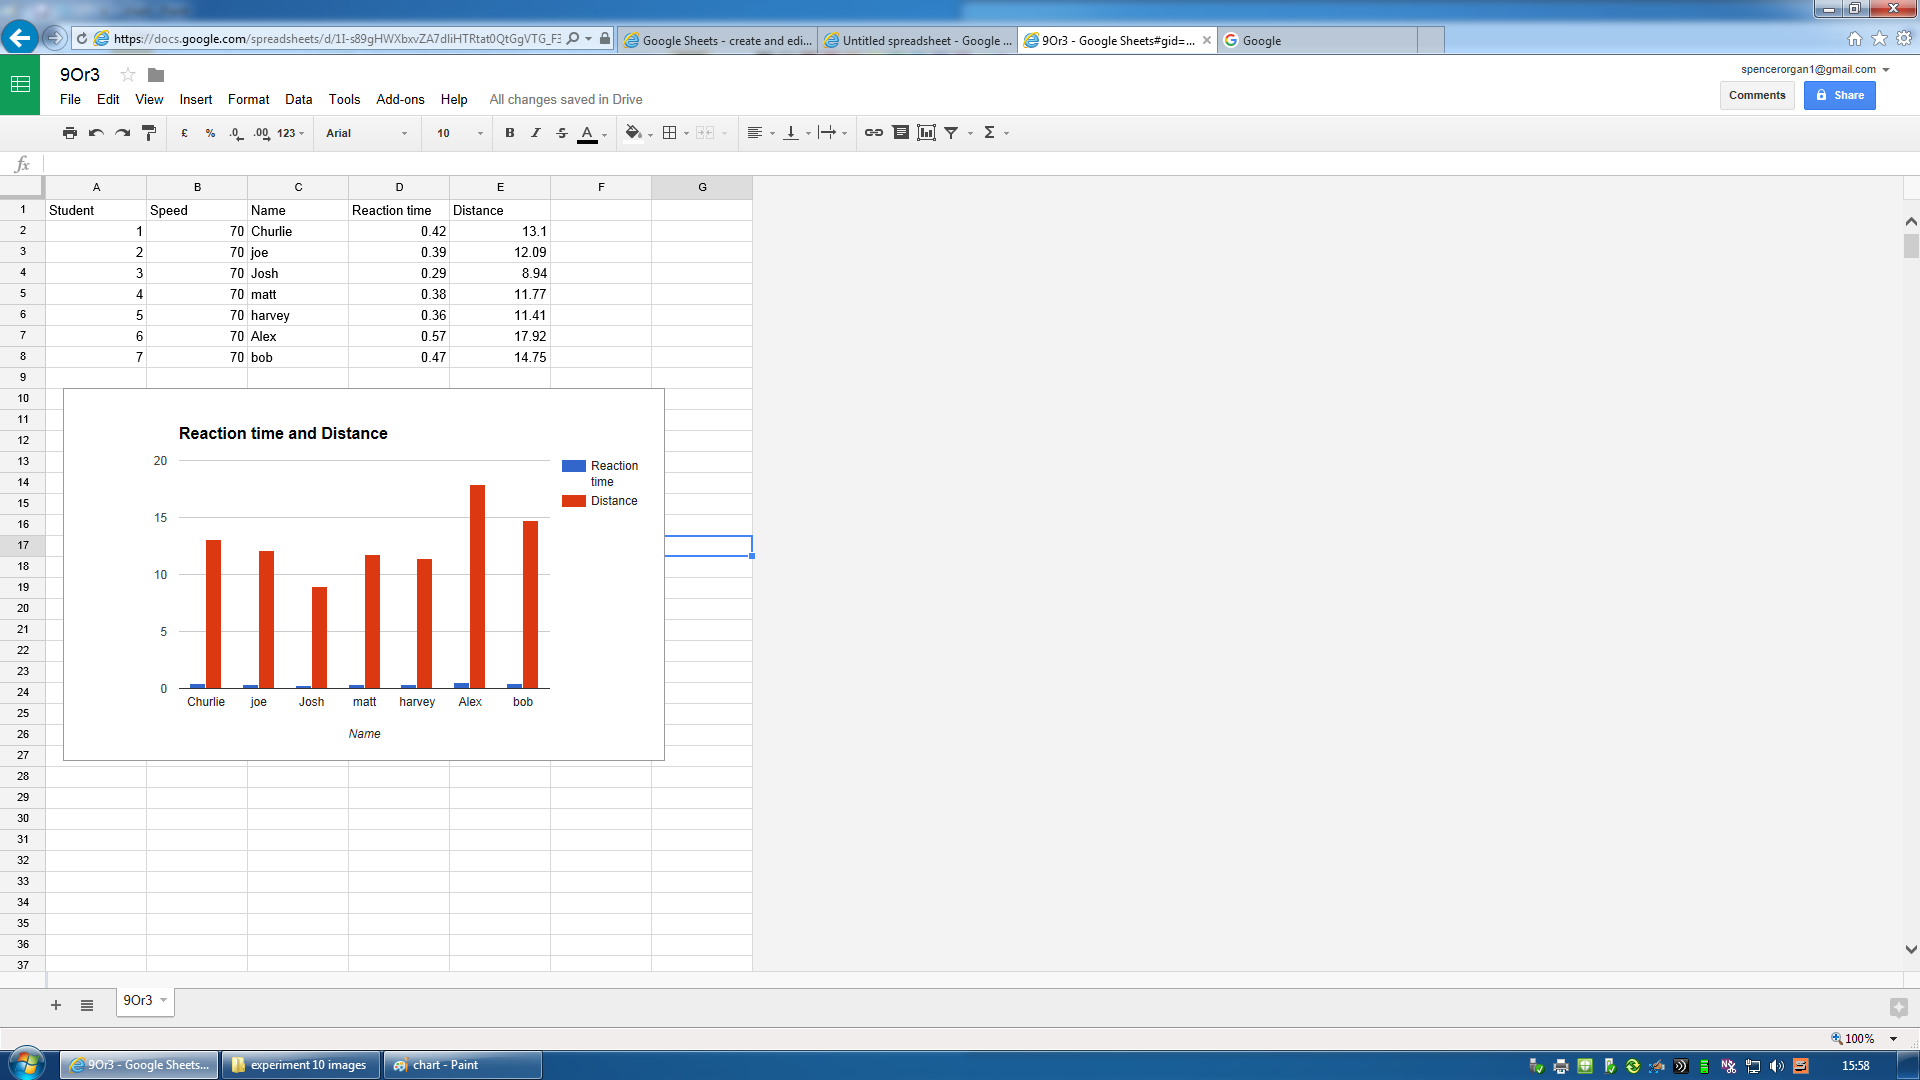 https://docs.google.com/spreadsheets/d/1I-s89gHWXbxvZA7dIiHTRtat0QtGgVTG_F3
Google Sheets - create and edi...
Untitled spreadsheet - Google ...
9Or3 - Google Sheets#gid=...
Google
9Or3
spencerorgan1@gmail.com
File Edit View Insert Format Data Tools Add-ons Help All changes saved in Drive
Comments
Share
£ % .0 .00 123 Arial 10 B I S A Σ
fx
A B C D E F G
1 Student Speed Name Reaction time Distance
2 1 70 Churlie 0.42 13.1
3 2 70 joe 0.39 12.09
4 3 70 Josh 0.29 8.94
5 4 70 matt 0.38 11.77
6 5 70 harvey 0.36 11.41
7 6 70 Alex 0.57 17.92
8 7 70 bob 0.47 14.75
9
10
11
12
13
14
15
16
17
18
19
20
21
22
23
24
25
26
27
28
29
30
31
32
33
34
35
36
37
Reaction time and Distance
20
15
10
5
0
Reaction
time
Distance
Churlie joe Josh matt harvey Alex bob
Name
9Or3
100%
9Or3 - Google Sheets...
experiment 10 images
chart - Paint
15:58